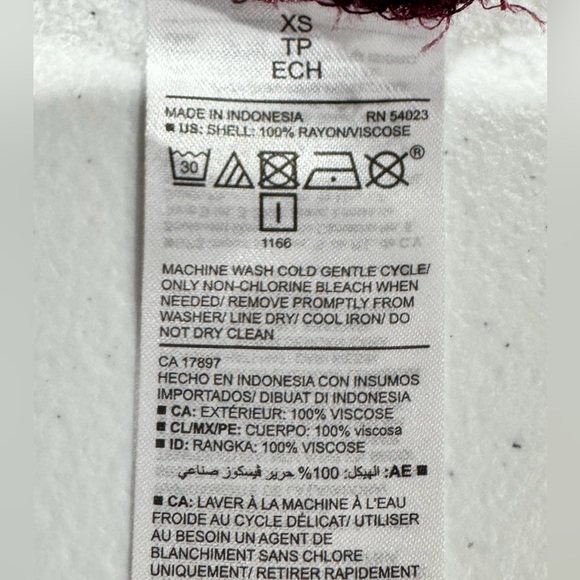 XS
TP
ECH
MADE IN INDONESIA RN 54023
■ US: SHELL: 100% RAYON/VISCOSE
30
®
1166
MACHINE WASH COLD GENTLE CYCLE/
ONLY NON-CHLORINE BLEACH WHEN
NEEDED/ REMOVE PROMPTLY FROM
WASHER/ LINE DRY/ COOL IRON/ DO
NOT DRY CLEAN
CA 17897
HECHO EN INDONESIA CON INSUMOS
IMPORTADOS/ DIBUAT DI INDONESIA
■ CA: EXTÉRIEUR: 100% VISCOSE
■ CL/MX/PE: CUERPO: 100% viscosa
■ ID: RANGKA: 100% VISCOSE
■ AE: الهيكل: 100% حرير ڤيسكوز صناعي
■ CA: LAVER À LA MACHINE À L'EAU
FROIDE AU CYCLE DÉLICAT/ UTILISER
AU BESOIN UN AGENT DE
BLANCHIMENT SANS CHLORE
UNIQUEMENT/ RETIRER RAPIDEMENT